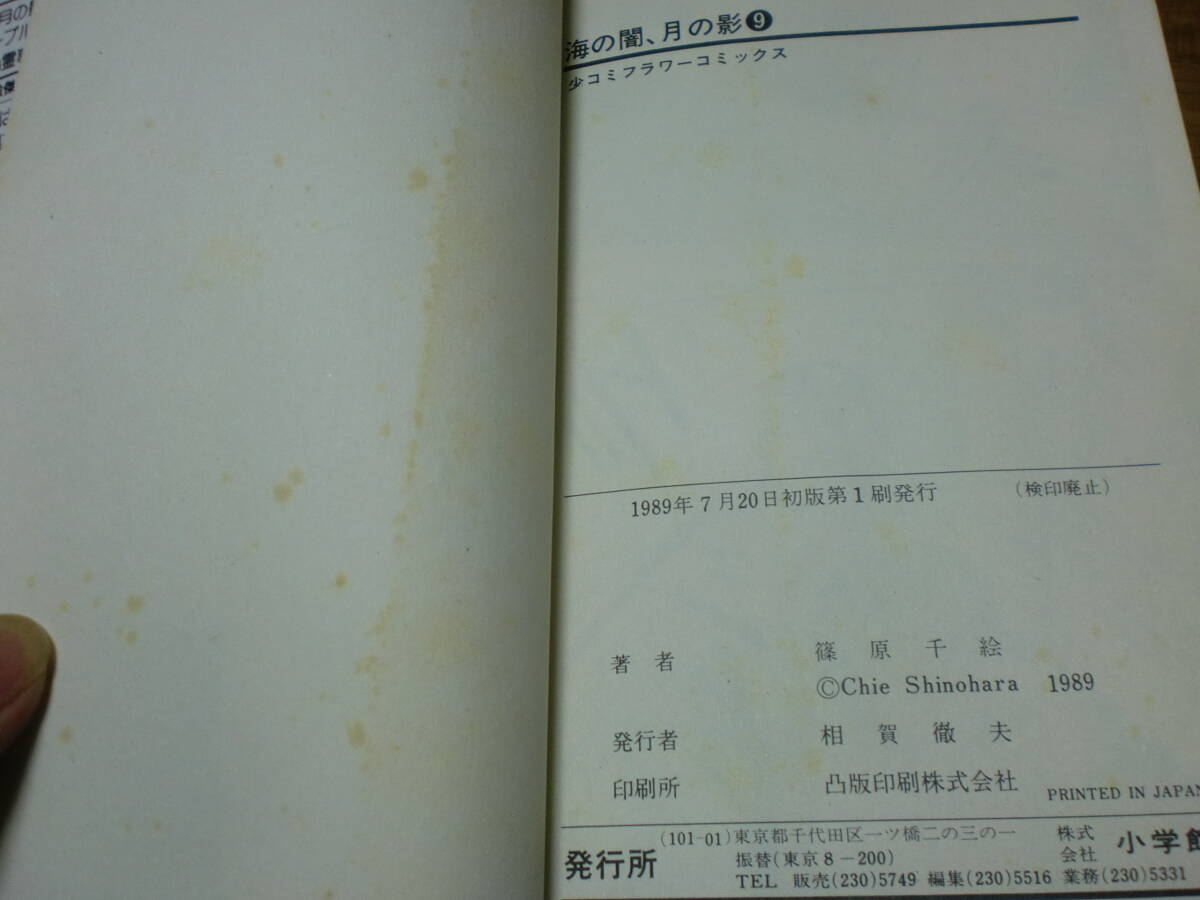 海の闇、月の影❾
少コミフラワーコミックス
1989年7月20日初版第1刷発行 (検印廃止)
著者 篠原千絵
©Chie Shinohara 1989
発行者 相賀徹夫
印刷所 凸版印刷株式会社 PRINTED IN JAPAN
(101-01)東京都千代田区一ツ橋二の三の一 株式会社 小学館
発行所 振替(東京8-200)
TEL 販売(230)5749 編集(230)5516 業務(230)5331